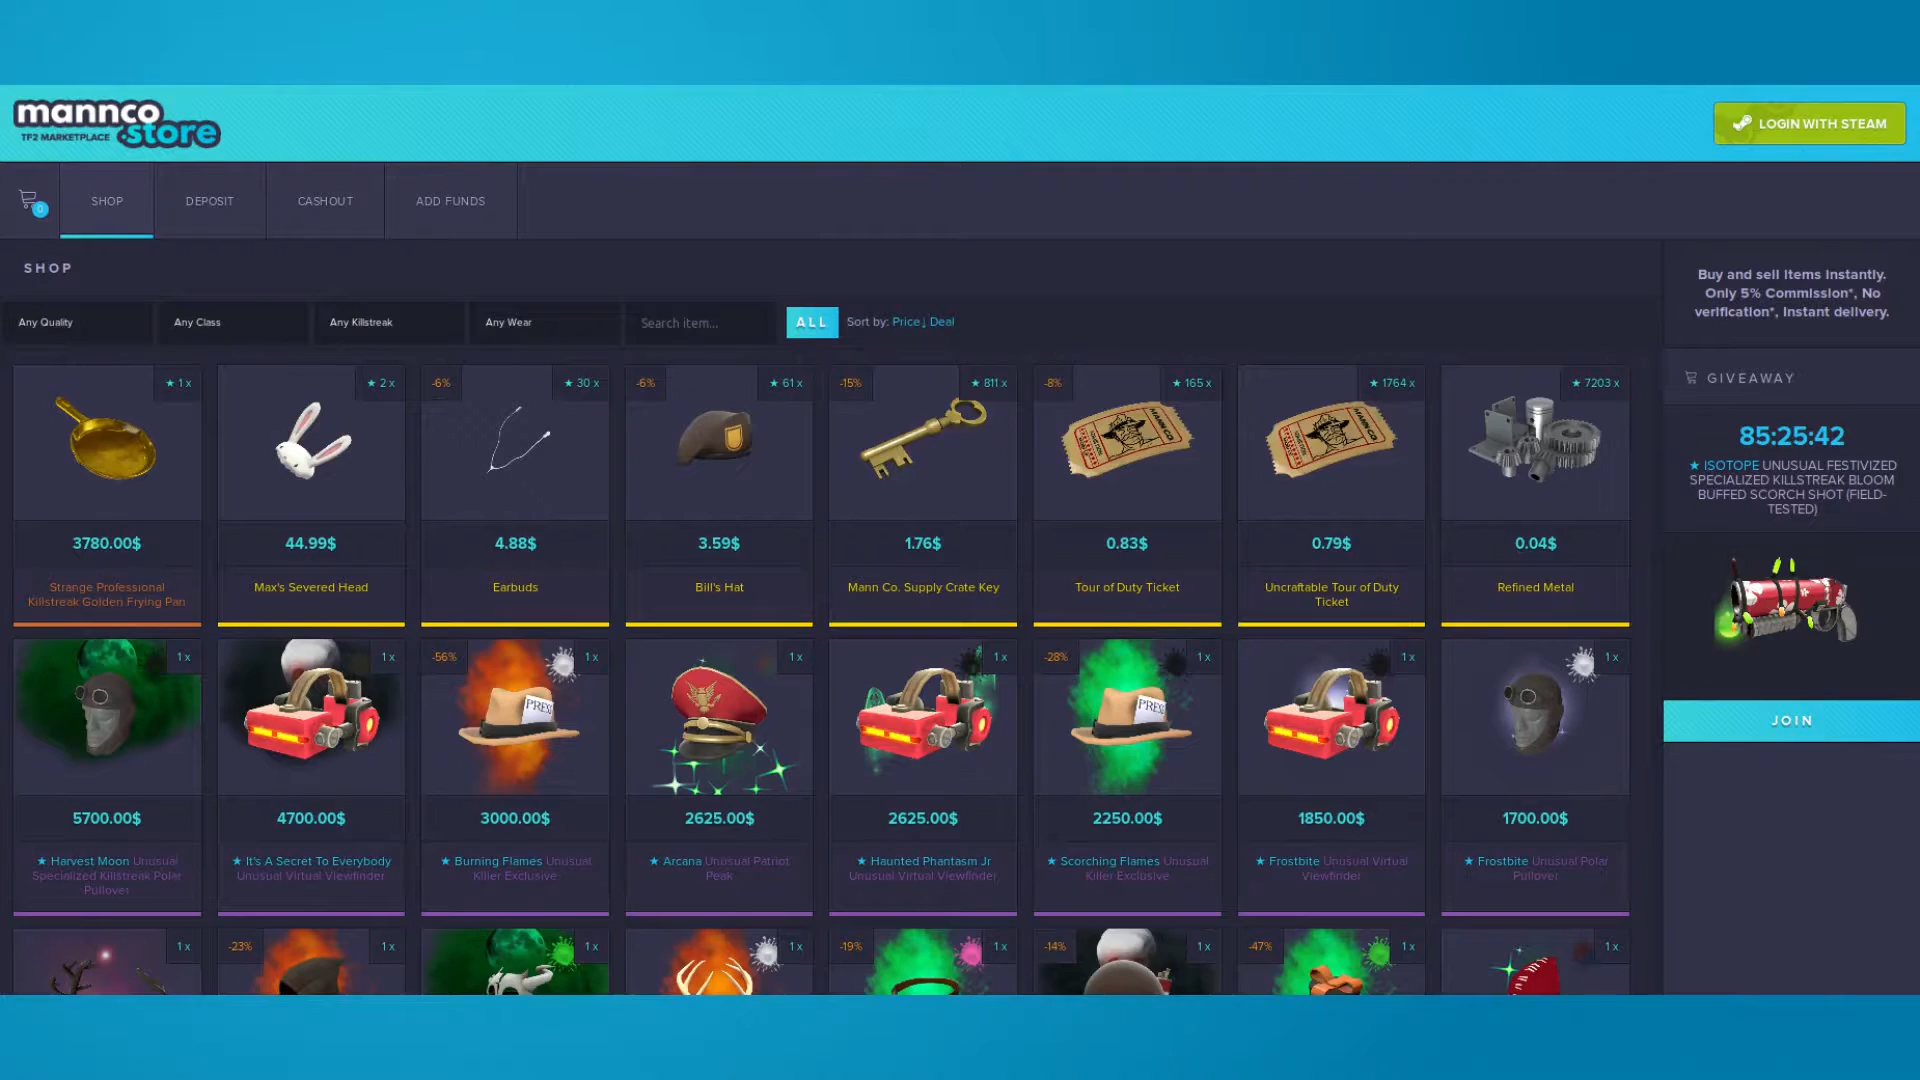 mannco
TF2 MARKETPLACE .store
LOGIN WITH STEAM
0
SHOP
DEPOSIT
CASHOUT
ADD FUNDS
SHOP
Any Quality
Any Class
Any Killstreak
Any Wear
Search item...
ALL
Sort by: Price↓ Deal
★ 1 x
3780.00$
Strange Professional
Killstreak Golden Frying Pan
★ 2 x
44.99$
Max's Severed Head
-6%
★ 30 x
4.88$
Earbuds
-6%
★ 61 x
3.59$
Bill's Hat
-15%
★ 811 x
1.76$
Mann Co. Supply Crate Key
-8%
★ 165 x
MANN CO.
0.83$
Tour of Duty Ticket
★ 1764 x
MANN CO.
0.79$
Uncraftable Tour of Duty
Ticket
★ 7203 x
0.04$
Refined Metal
1 x
5700.00$
★ Harvest Moon Unusual
Specialized Killstreak Polar
Pullover
1 x
4700.00$
★ It's A Secret To Everybody
Unusual Virtual Viewfinder
-56%
1 x
PRESS
3000.00$
★ Burning Flames Unusual
Killer Exclusive
1 x
2625.00$
★ Arcana Unusual Patriot
Peak
1 x
2625.00$
★ Haunted Phantasm Jr
Unusual Virtual Viewfinder
-28%
1 x
PRESS
2250.00$
★ Scorching Flames Unusual
Killer Exclusive
1 x
1850.00$
★ Frostbite Unusual Virtual
Viewfinder
1 x
1700.00$
★ Frostbite Unusual Polar
Pullover
1 x
-23%
1 x
1 x
1 x
-19%
1 x
-14%
1 x
-47%
1 x
1 x
Buy and sell items instantly.
Only 5% Commission*, No
verification*, Instant delivery.
GIVEAWAY
85:25:42
★ ISOTOPE UNUSUAL FESTIVIZED
SPECIALIZED KILLSTREAK BLOOM
BUFFED SCORCH SHOT (FIELD-
TESTED)
JOIN